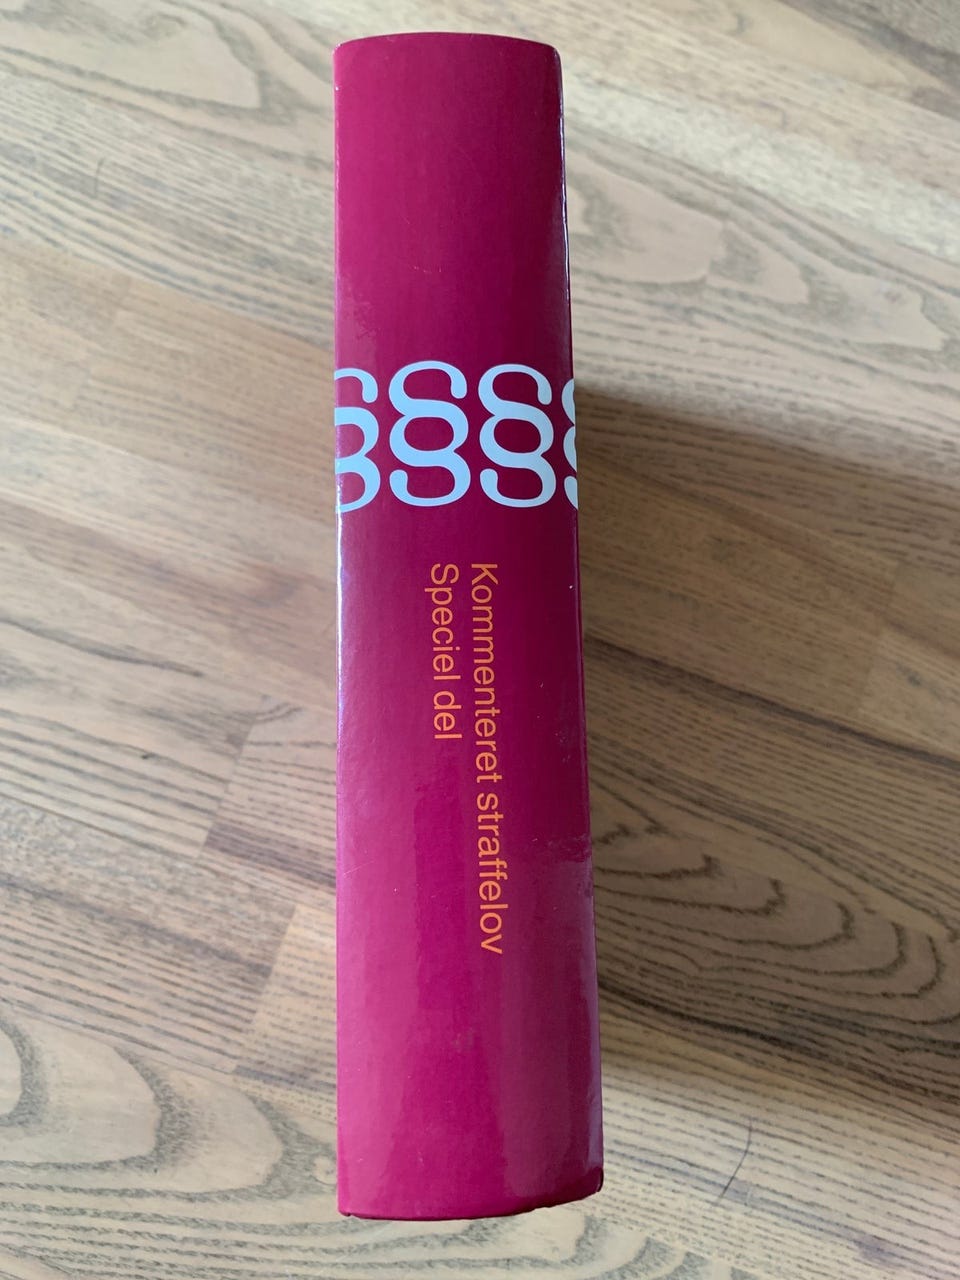 §§§§
Kommenteret straffelov
Speciel del